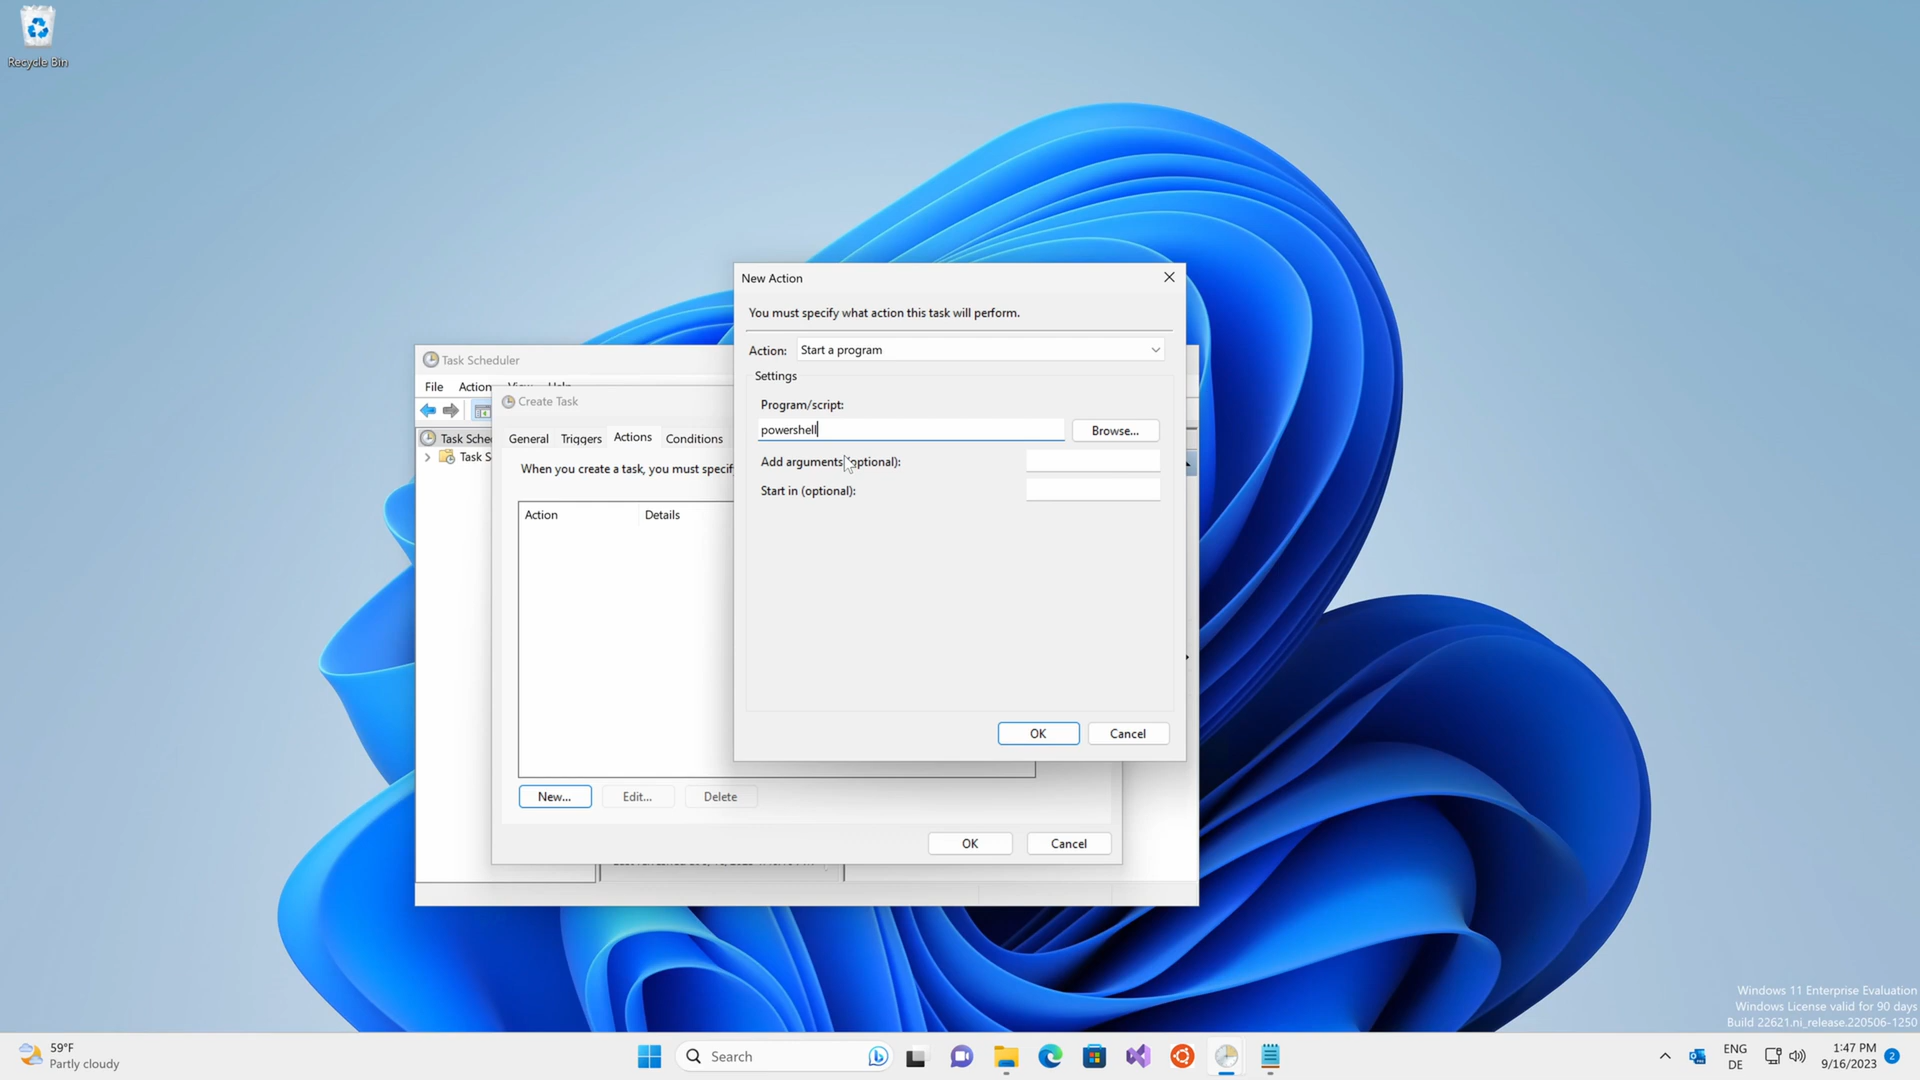 Recycle Bin
New Action
You must specify what action this task will perform.
Action: Start a program
Settings
Program/script:
powershell
Browse...
Add arguments (optional):
Start in (optional):
OK Cancel
Task Scheduler
File Action View Help
Create Task
Task Sche
Task S
General Triggers Actions Conditions
When you create a task, you must specif
Action Details
New... Edit... Delete
OK Cancel
Windows 11 Enterprise Evaluation
Windows License valid for 90 days
Build 22621.ni_release.220506-1250
59°F
Partly cloudy
Search
ENG
DE
1:47 PM
9/16/2023
2